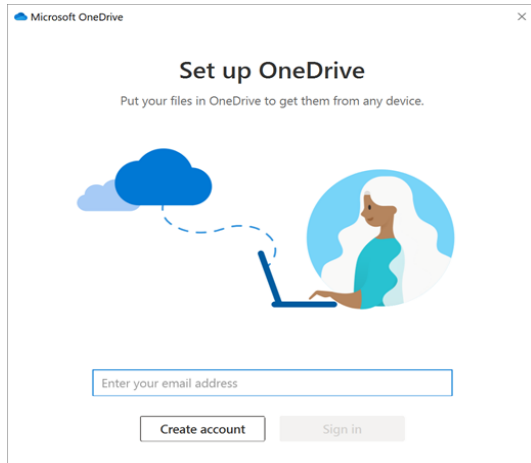 Microsoft OneDrive
Set up OneDrive
Put your files in OneDrive to get them from any device.
Enter your email address
Create account
Sign in